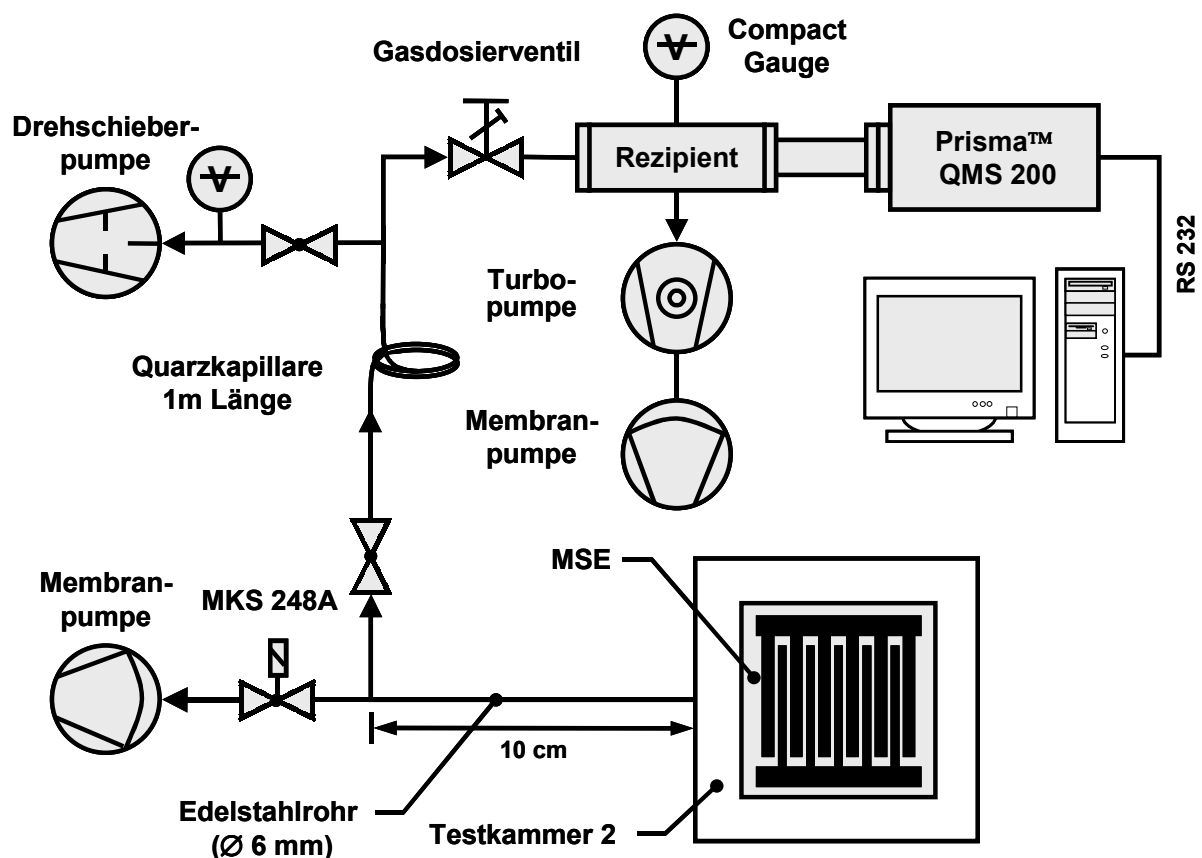 Gasdosierventil
Compact
Gauge
Drehschieber-
pumpe
Rezipient
Prisma™
QMS 200
RS 232
Turbo-
pumpe
Quarzkapillare
1m Länge
Membran-
pumpe
MSE
Membran-
pumpe
MKS 248A
10 cm
Edelstahlrohr
(Ø 6 mm)
Testkammer 2